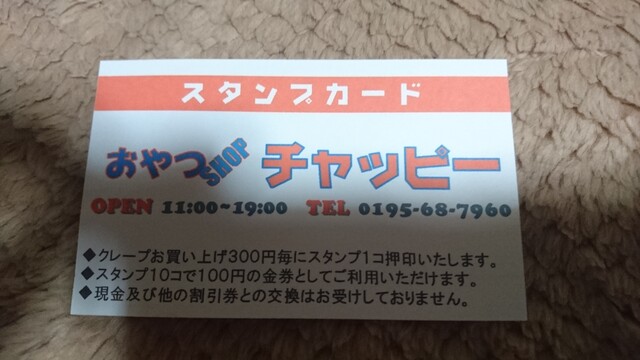 スタンプカード
おやつSHOP チャッピー
OPEN 11:00~19:00 TEL 0195-68-7960
◆クレープお買い上げ300円毎にスタンプ1コ押印いたします。
◆スタンプ10コで100円の金券としてご利用いただけます。
◆現金及び他の割引券との交換はお受けしておりません。